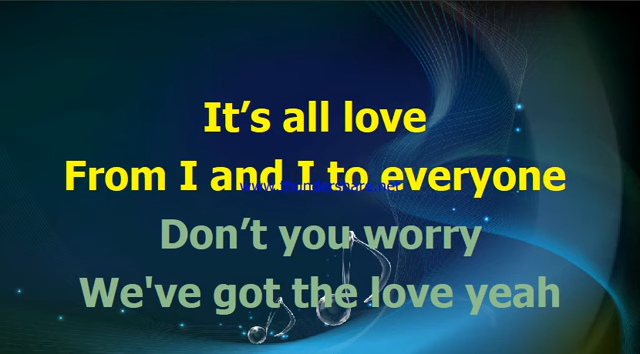 It’s all love
From I and I to everyone
Don’t you worry
We've got the love yeah